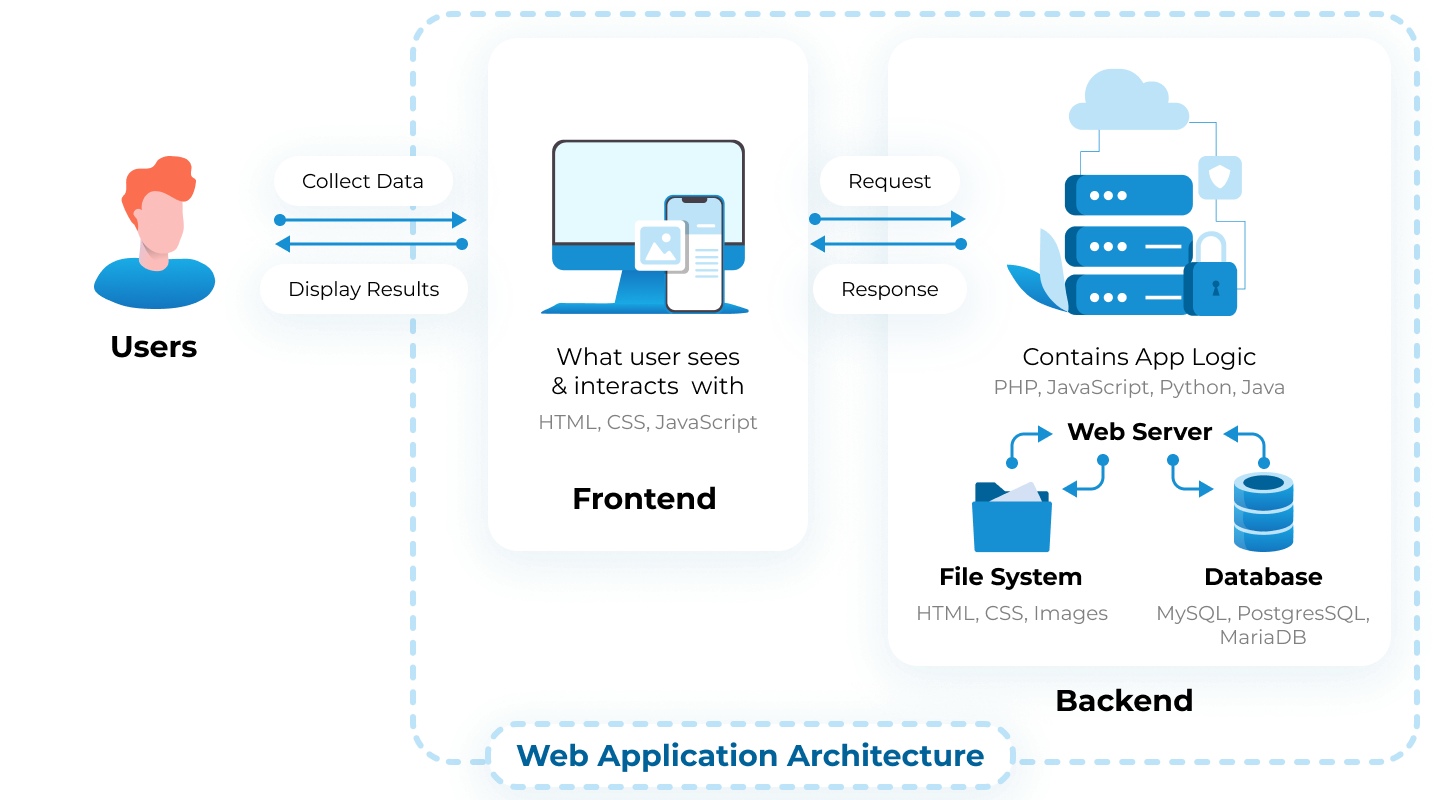 Collect Data
Display Results
Users
What user sees
& interacts with
HTML, CSS, JavaScript
Frontend
Request
Response
Contains App Logic
PHP, JavaScript, Python, Java
Web Server
File System
HTML, CSS, Images
Database
MySQL, PostgresSQL,
MariaDB
Backend
Web Application Architecture